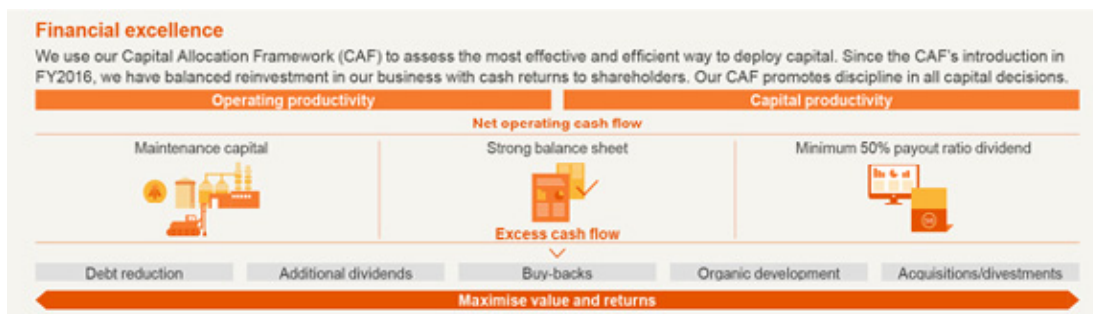 Financial excellence
We use our Capital Allocation Framework (CAF) to assess the most effective and efficient way to deploy capital. Since the CAF's introduction in
FY2016, we have balanced reinvestment in our business with cash returns to shareholders. Our CAF promotes discipline in all capital decisions.
Operating productivity Capital productivity
Net operating cash flow
Maintenance capital Strong balance sheet Minimum 50% payout ratio dividend
Excess cash flow
Debt reduction Additional dividends Buy-backs Organic development Acquisitions/divestments
Maximise value and returns